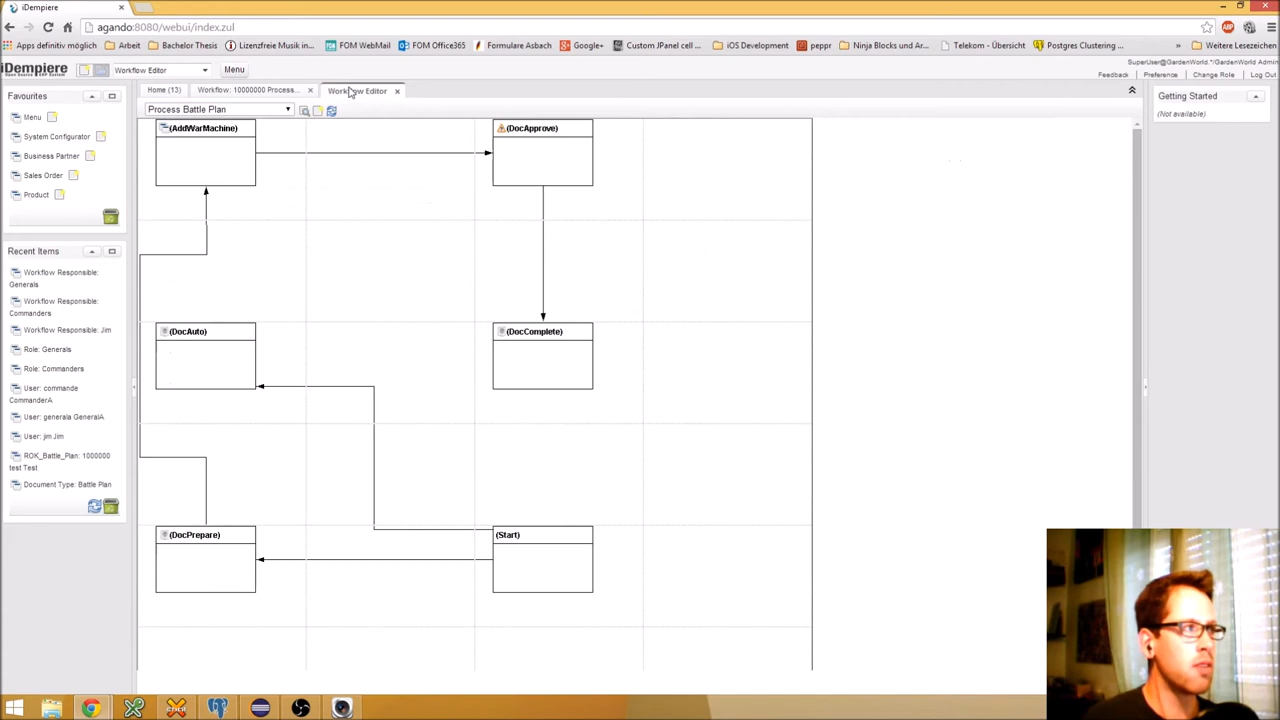 iDempiere
agando:8080/webui/index.zul
Apps definitiv möglich
Arbeit
Bachelor Thesis
Lizenzfreie Musik in...
FOM WebMail
FOM Office365
Formulare Asbach
Google+
Custom JPanel cell ...
iOS Development
peppr
Ninja Blocks und Ar...
Telekom - Übersicht
Postgres Clustering ...
»
Weitere Lesezeichen
iDempiere
Workflow Editor
Menu
SuperUser@GardenWorld.*/GardenWorld Admin
Feedback
Preference
Change Role
Log Out
Favourites
Menu
System Configurator
Business Partner
Sales Order
Product
Recent Items
Workflow Responsible:
Generals
Workflow Responsible:
Commanders
Workflow Responsible: Jim
Role: Generals
Role: Commanders
User: commande
CommanderA
User: generala GeneralA
User: jim Jim
ROK_Battle_Plan: 1000000
test Test
Document Type: Battle Plan
Home (13)
Workflow: 10000000 Process...
Workflow Editor
Process Battle Plan
(AddWarMachine)
(DocApprove)
(DocAuto)
(DocComplete)
(DocPrepare)
(Start)
Getting Started
(Not available)